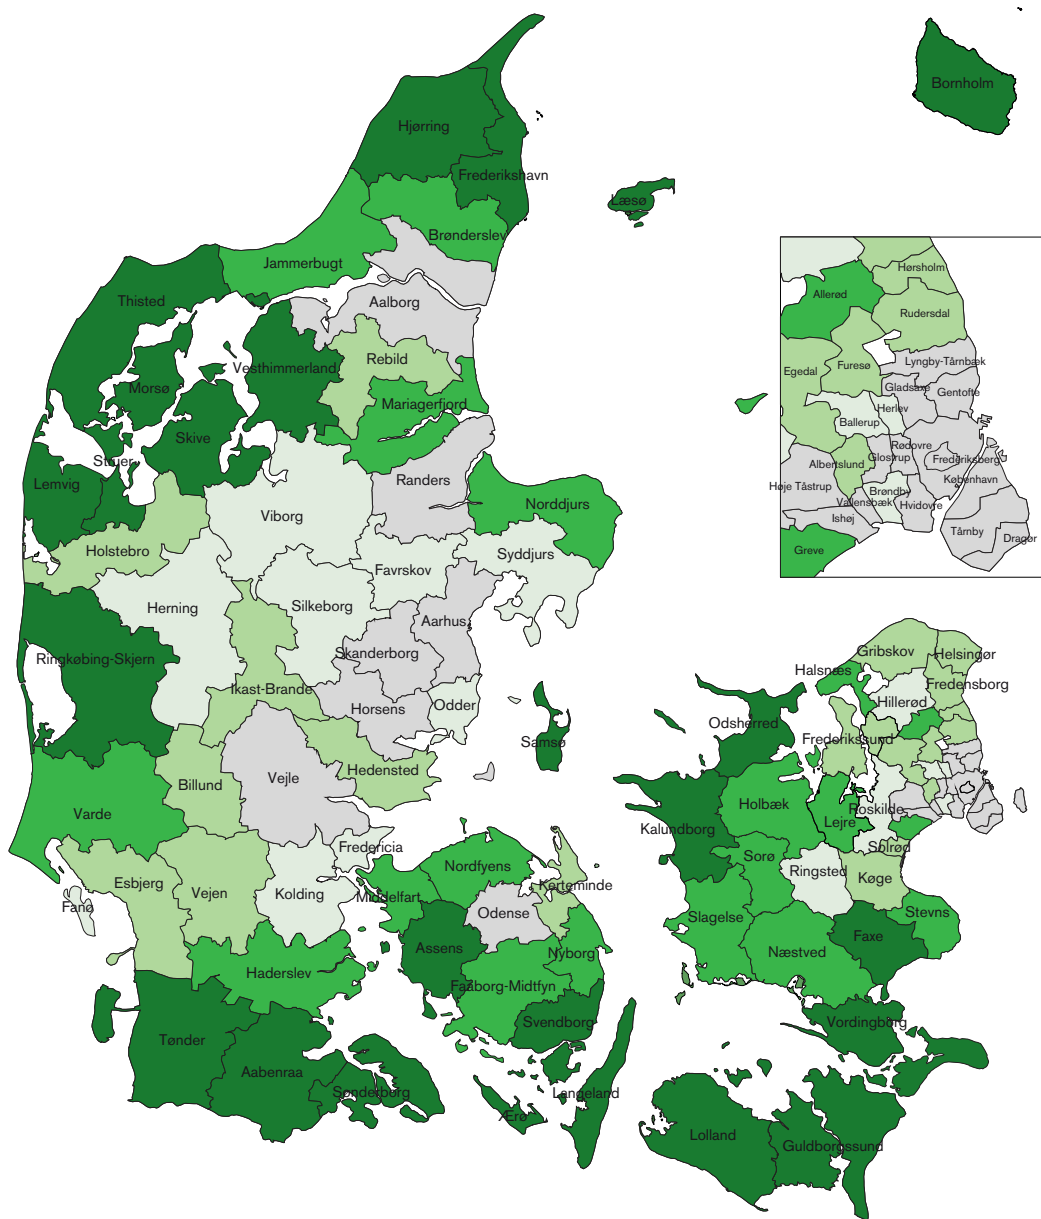 Bornholm
Hjørring
Frederikshavn
Læsø
Brønderslev
Jammerbugt
Thisted
Aalborg
Rebild
Vesthimmerland
Morsø
Mariagerfjord
Skive
Struer
Lemvig
Randers
Norddjurs
Viborg
Holstebro
Syddjurs
Favrskov
Herning
Silkeborg
Aarhus
Skanderborg
Ringkøbing-Skjern
Ikast-Brande
Horsens
Odder
Samsø
Hedensted
Vejle
Billund
Varde
Fredericia
Esbjerg
Vejen
Kolding
Fanø
Middelfart
Nordfyens
Kerteminde
Odense
Assens
Nyborg
Haderslev
Faaborg-Midtfyn
Svendborg
Tønder
Aabenraa
Sønderborg
Langeland
Ærø
Hørsholm
Allerød
Rudersdal
Lyngby-Tårnbæk
Furesø
Egedal
Gladsaxe
Gentofte
Herlev
Ballerup
Rødovre
Glostrup
Frederiksberg
Albertslund
København
Høje Tåstrup
Brøndby
Vallensbæk
Hvidovre
Ishøj
Tårnby
Dragør
Greve
Gribskov
Helsingør
Halsnæs
Fredensborg
Hillerød
Odsherred
Frederikssund
Holbæk
Roskilde
Lejre
Kalundborg
Solrød
Sorø
Ringsted
Køge
Slagelse
Stevns
Faxe
Næstved
Vordingborg
Lolland
Guldborgssund